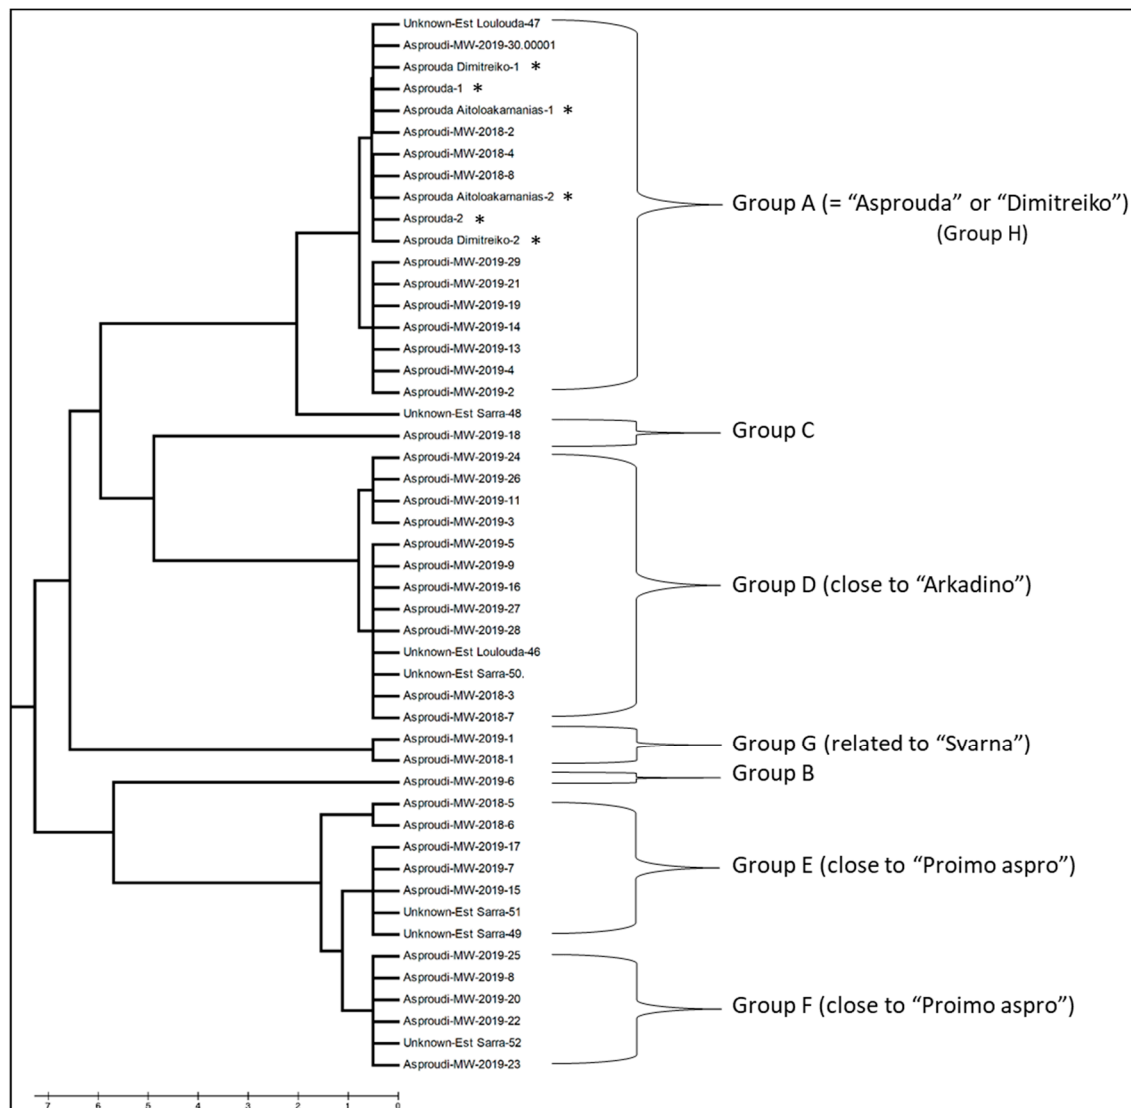 Unknown-Est Loulouda-47
Asproudi-MW-2019-30.00001
Asprouda Dimitreiko-1 *
Asprouda-1 *
Asprouda Aitoloakarnanias-1 *
Asproudi-MW-2018-2
Asproudi-MW-2018-4
Asproudi-MW-2018-8
Asprouda Aitoloakarnanias-2 *
Asprouda-2 *
Asprouda Dimitreiko-2 *
Asproudi-MW-2019-29
Asproudi-MW-2019-21
Asproudi-MW-2019-19
Asproudi-MW-2019-14
Asproudi-MW-2019-13
Asproudi-MW-2019-4
Asproudi-MW-2019-2
Unknown-Est Sarra-48
Asproudi-MW-2019-18
Asproudi-MW-2019-24
Asproudi-MW-2019-26
Asproudi-MW-2019-11
Asproudi-MW-2019-3
Asproudi-MW-2019-5
Asproudi-MW-2019-9
Asproudi-MW-2019-16
Asproudi-MW-2019-27
Asproudi-MW-2019-28
Unknown-Est Loulouda-46
Unknown-Est Sarra-50.
Asproudi-MW-2018-3
Asproudi-MW-2018-7
Asproudi-MW-2019-1
Asproudi-MW-2018-1
Asproudi-MW-2019-6
Asproudi-MW-2018-5
Asproudi-MW-2018-6
Asproudi-MW-2019-17
Asproudi-MW-2019-7
Asproudi-MW-2019-15
Unknown-Est Sarra-51
Unknown-Est Sarra-49
Asproudi-MW-2019-25
Asproudi-MW-2019-8
Asproudi-MW-2019-20
Asproudi-MW-2019-22
Unknown-Est Sarra-52
Asproudi-MW-2019-23
Group A (= “Asprouda” or “Dimitreiko”)
(Group H)
Group C
Group D (close to “Arkadino”)
Group G (related to “Svarna”)
Group B
Group E (close to “Proimo aspro”)
Group F (close to “Proimo aspro”)
7 6 5 4 3 2 1 0